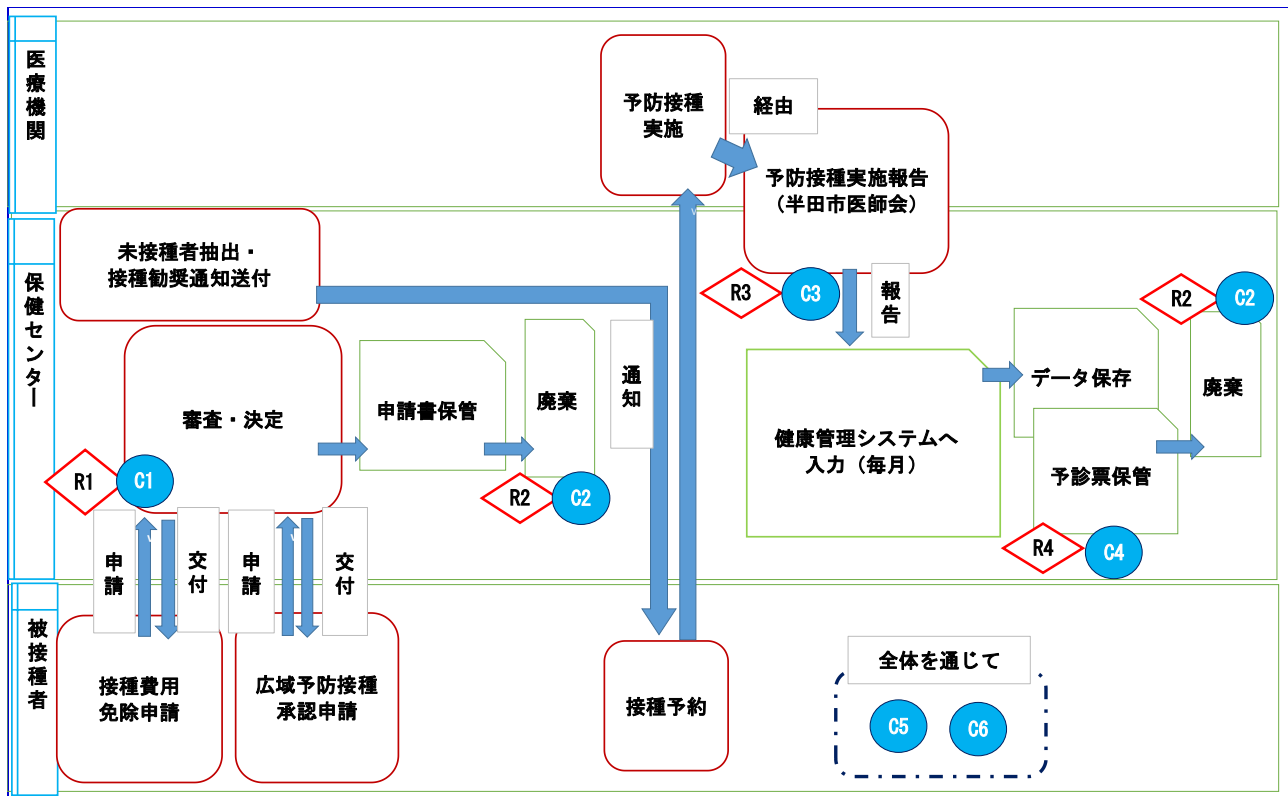 医療機関
予防接種
実施
経由
予防接種実施報告
（半田市医師会）
保健センター
未接種者抽出・
接種勧奨通知送付
R3
C3
報告
R2
C2
審査・決定
申請書保管
廃棄
通知
健康管理システムへ
入力（毎月）
データ保存
予診票保管
廃棄
R1
C1
R2
C2
R4
C4
申請
交付
申請
交付
被接種者
接種費用
免除申請
広域予防接種
承認申請
接種予約
全体を通じて
C5
C6